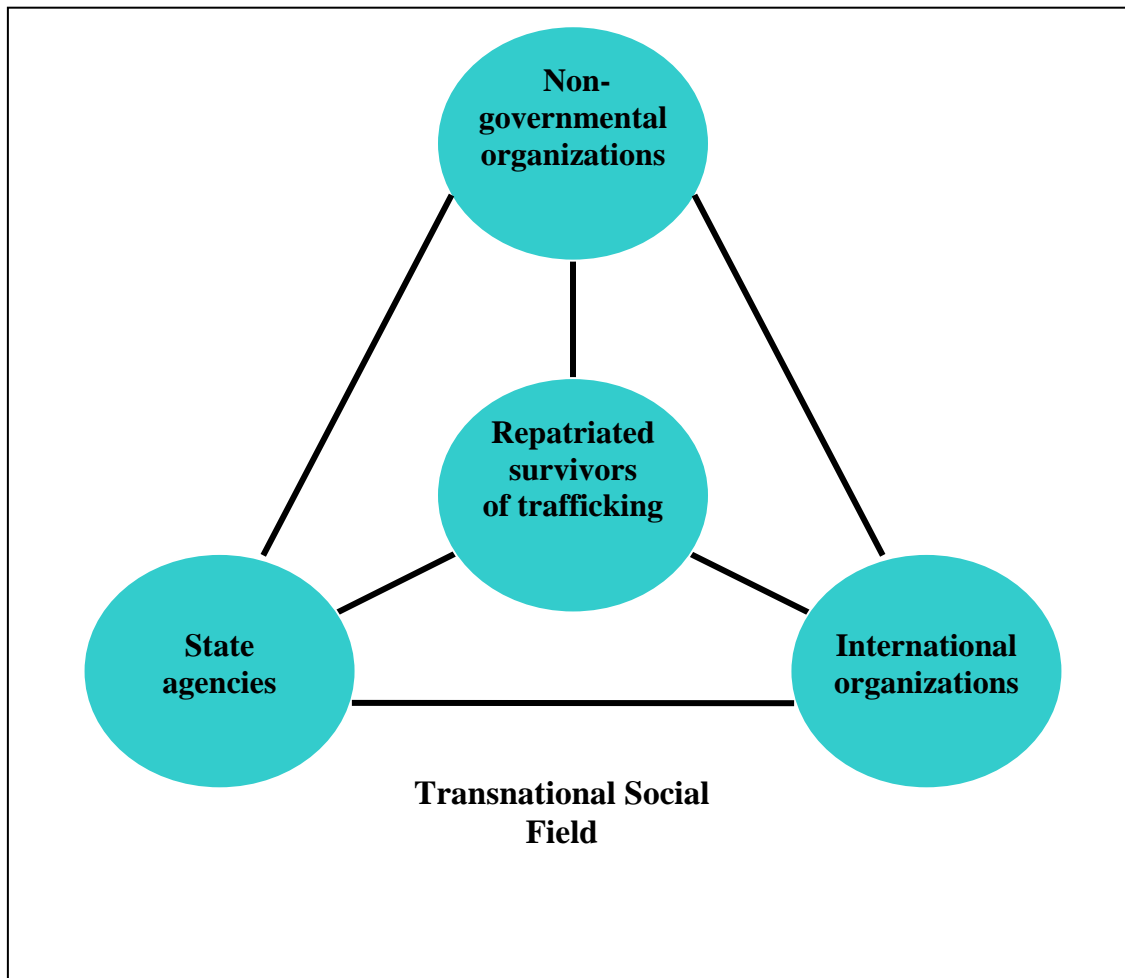 Non-
governmental
organizations
Repatriated
survivors
of trafficking
State
agencies
International
organizations
Transnational Social
Field